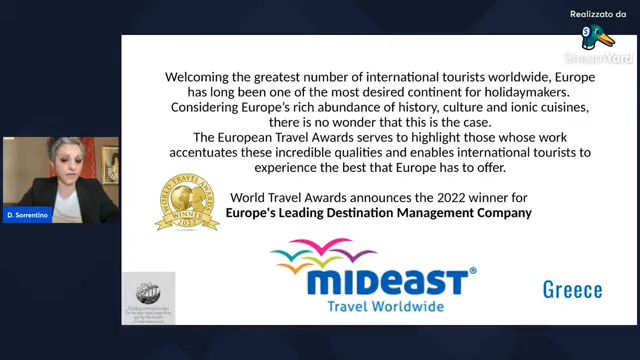 Realizzato da
StreamYard
Welcoming the greatest number of international tourists worldwide, Europe
has long been one of the most desired continent for holidaymakers.
Considering Europe's rich abundance of history, culture and ionic cuisines,
there is no wonder that this is the case.
The European Travel Awards serves to highlight those whose work
accentuates these incredible qualities and enables international tourists to
experience the best that Europe has to offer.
WORLD TRAVEL AWARDS
WINNER
World Travel Awards announces the 2022 winner for
Europe's Leading Destination Management Company
D. Sorrentino
MIDEAST®
Travel Worldwide
Greece